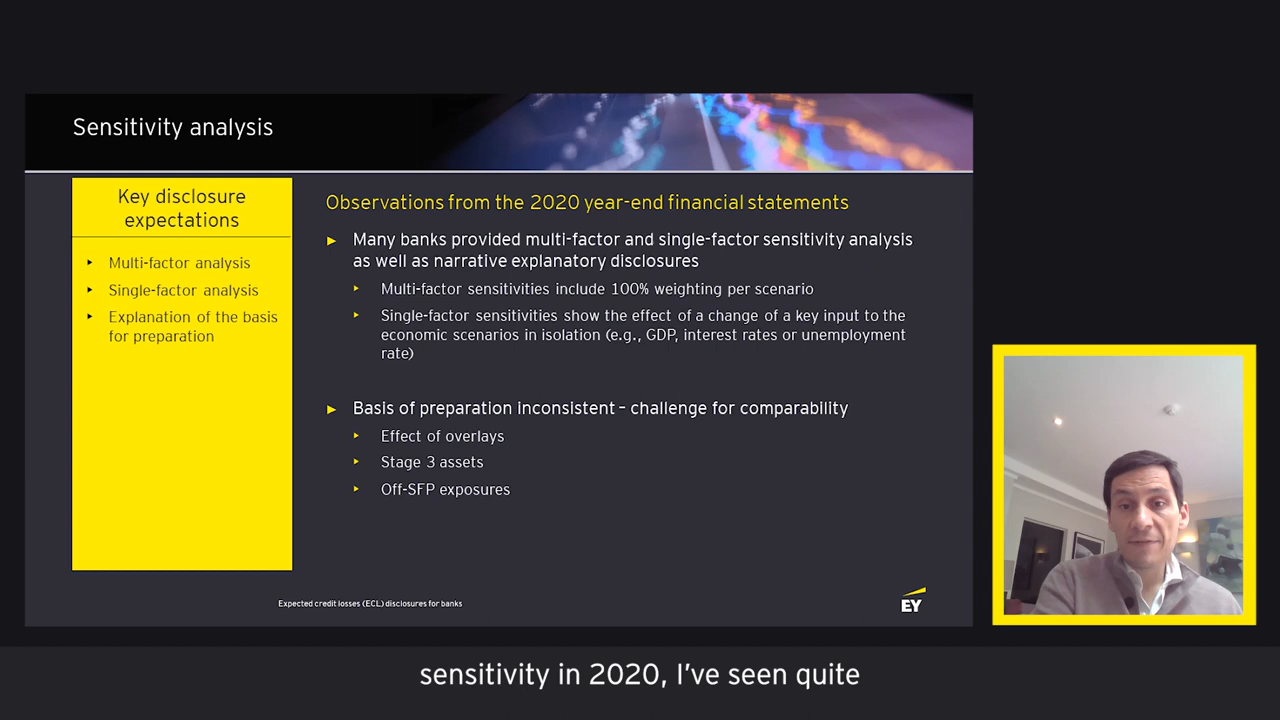 Sensitivity analysis
Key disclosure
expectations
Multi-factor analysis
Single-factor analysis
Explanation of the basis
for preparation
Observations from the 2020 year-end financial statements
Many banks provided multi-factor and single-factor sensitivity analysis
as well as narrative explanatory disclosures
Multi-factor sensitivities include 100% weighting per scenario
Single-factor sensitivities show the effect of a change of a key input to the
economic scenarios in isolation (e.g., GDP, interest rates or unemployment
rate)
Basis of preparation inconsistent – challenge for comparability
Effect of overlays
Stage 3 assets
Off-SFP exposures
Expected credit losses (ECL) disclosures for banks
EY
sensitivity in 2020, I've seen quite